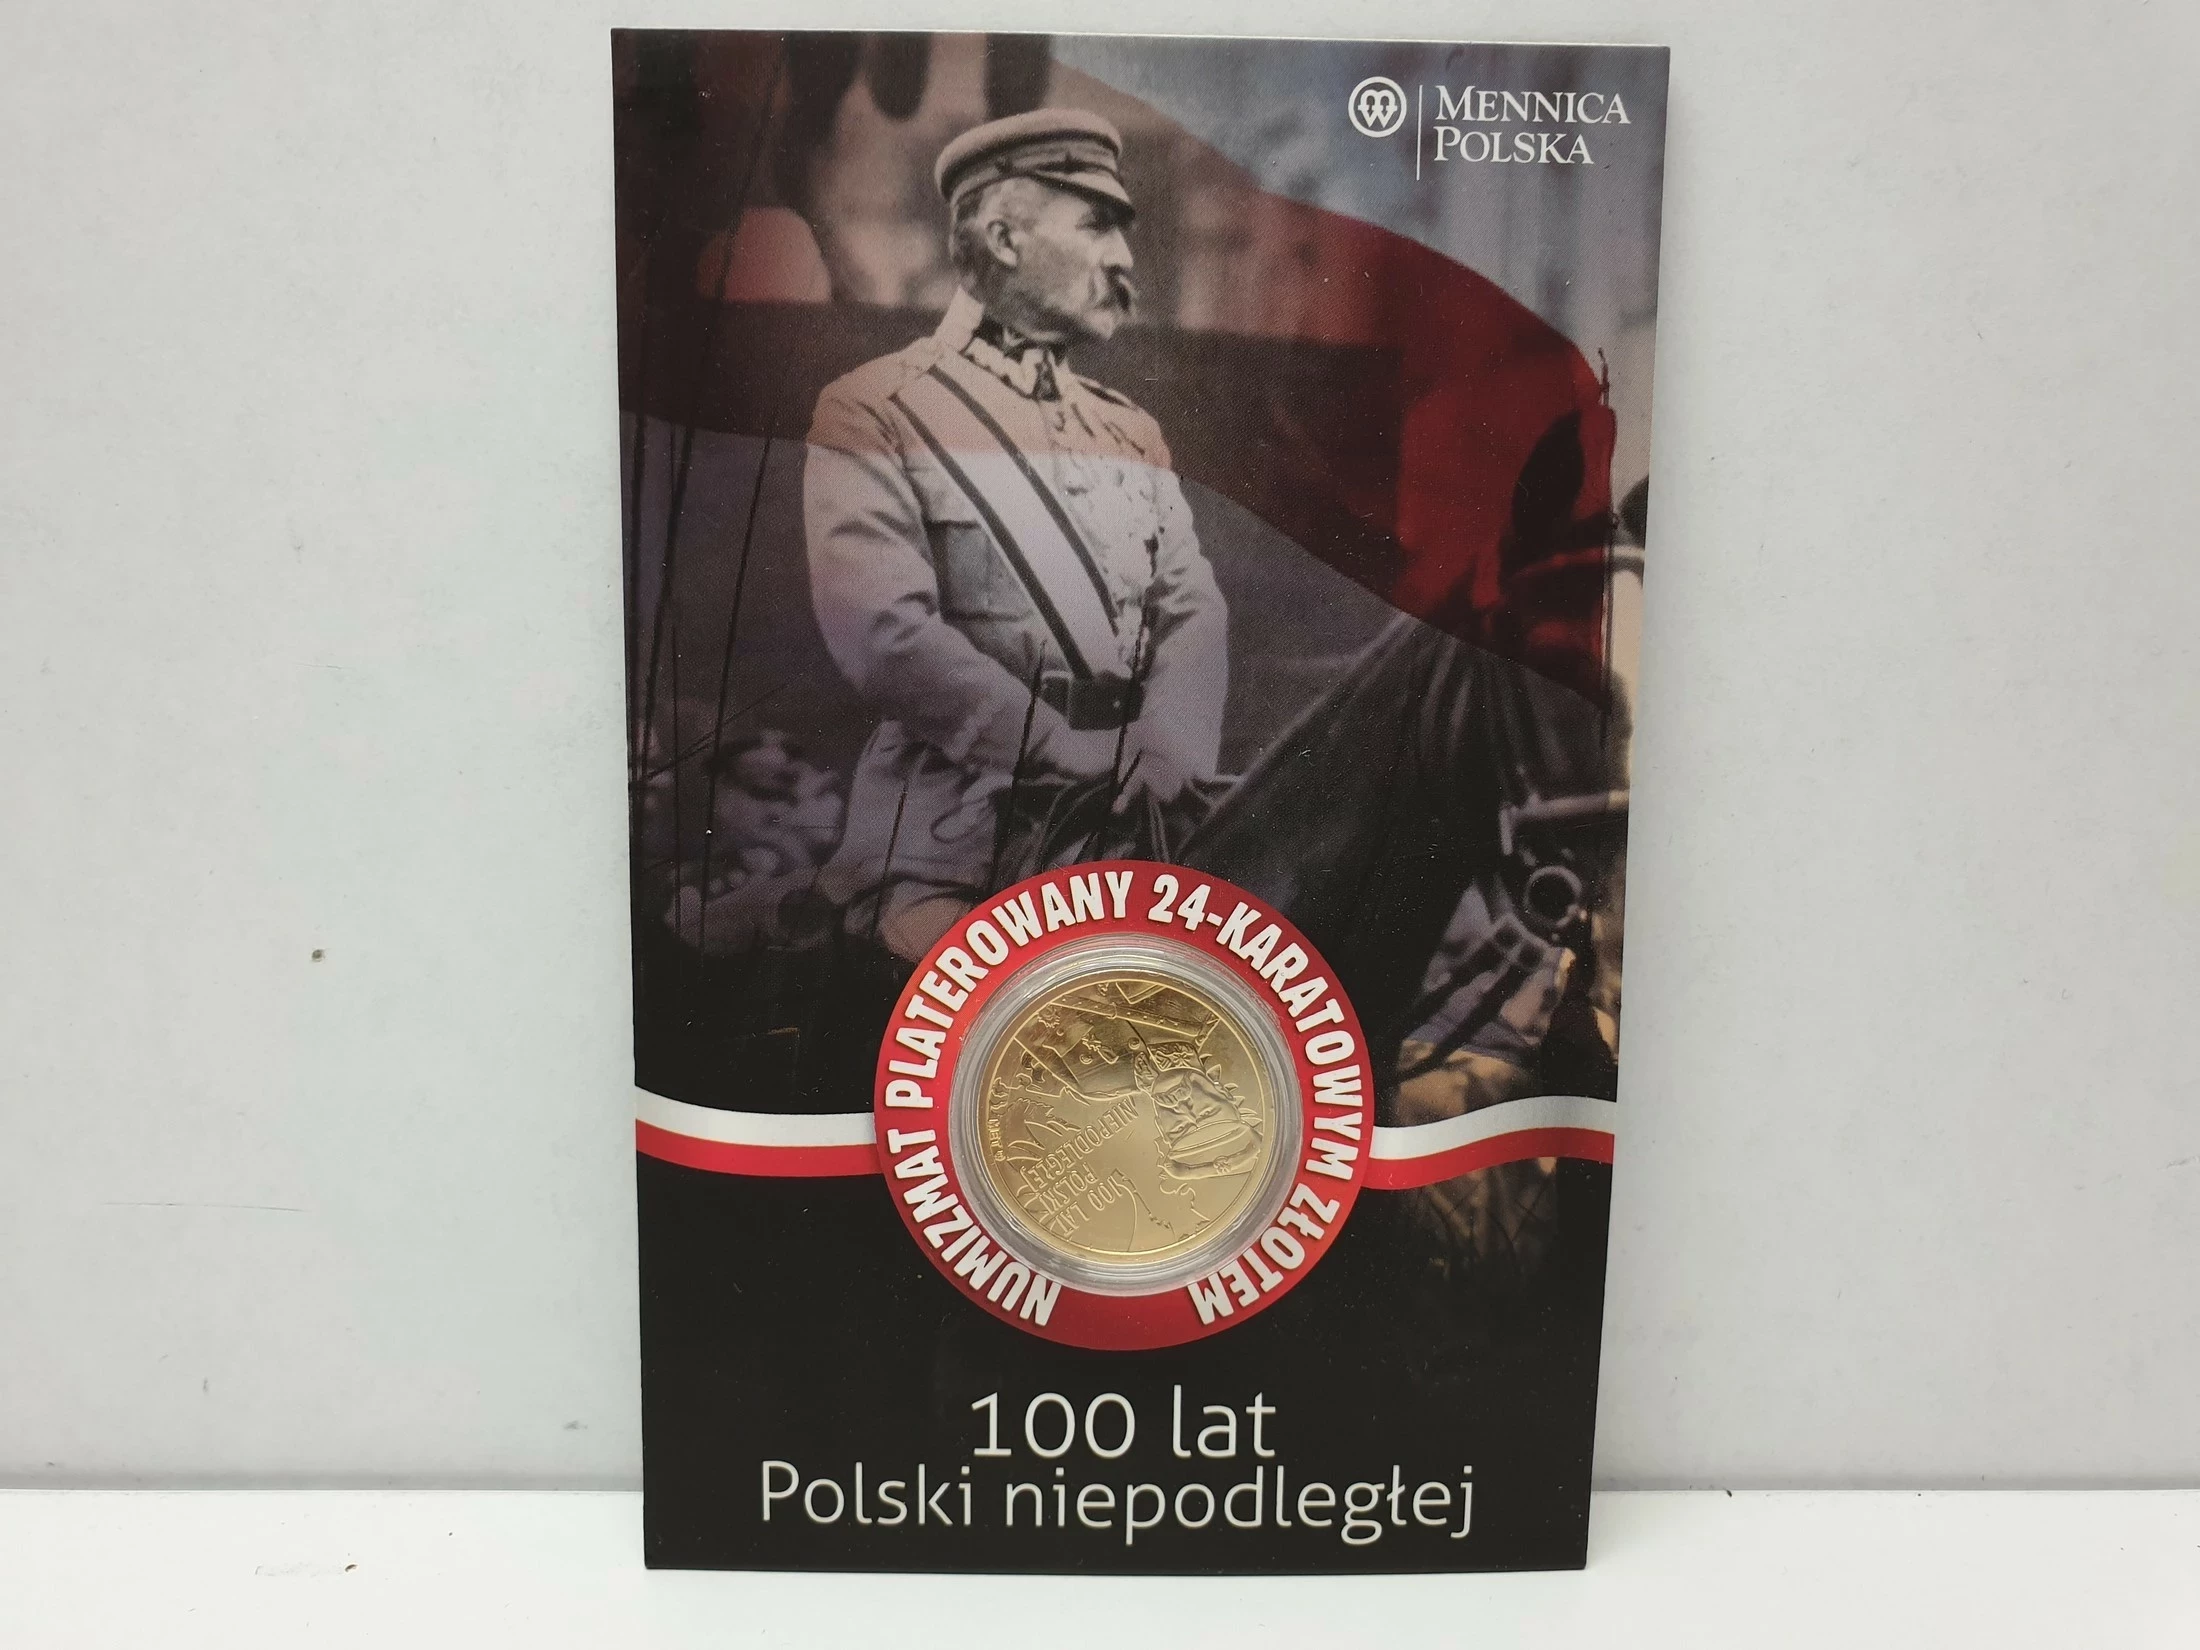 MENNICA
POLSKA
NUMIZMAT PLATEROWANY 24-KARATOWYM ZŁOTEM
100 LAT
POLSKI
NIEPODLEGŁEJ
100 lat
Polski niepodległej